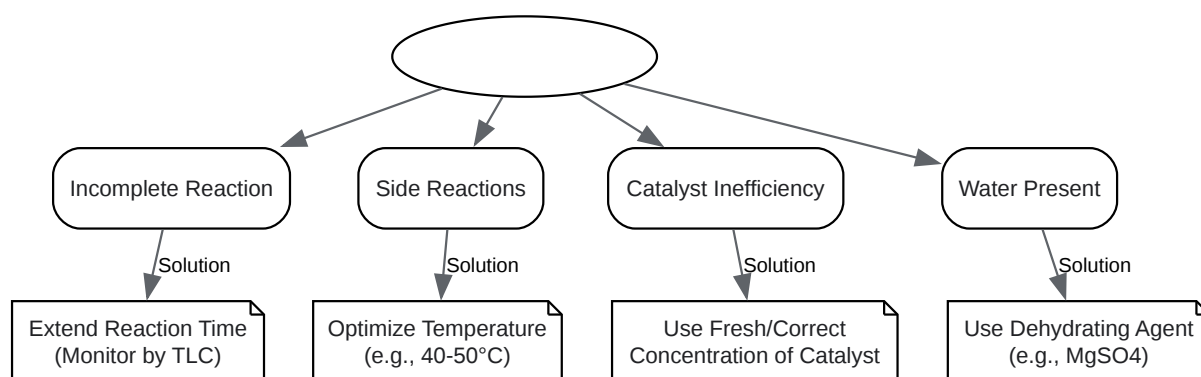 Incomplete Reaction
Side Reactions
Catalyst Inefficiency
Water Present
Solution
Solution
Solution
Solution
Extend Reaction Time
(Monitor by TLC)
Optimize Temperature
(e.g., 40-50°C)
Use Fresh/Correct
Concentration of Catalyst
Use Dehydrating Agent
(e.g., MgSO4)